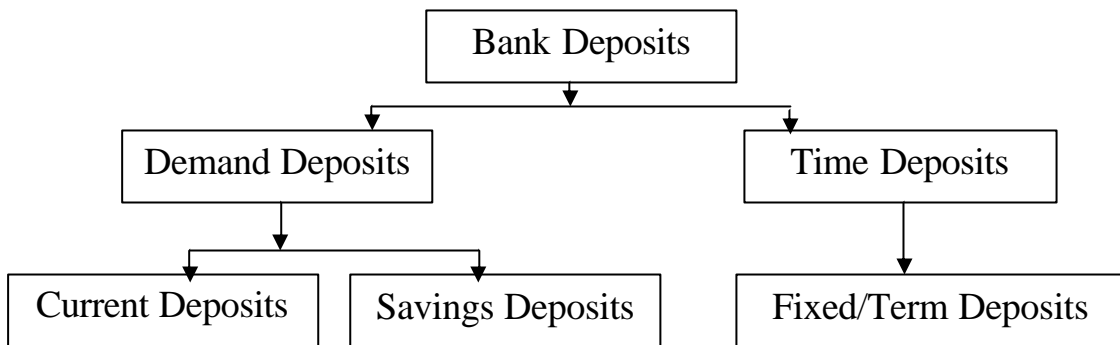 Bank Deposits
Demand Deposits
Time Deposits
Current Deposits
Savings Deposits
Fixed/Term Deposits